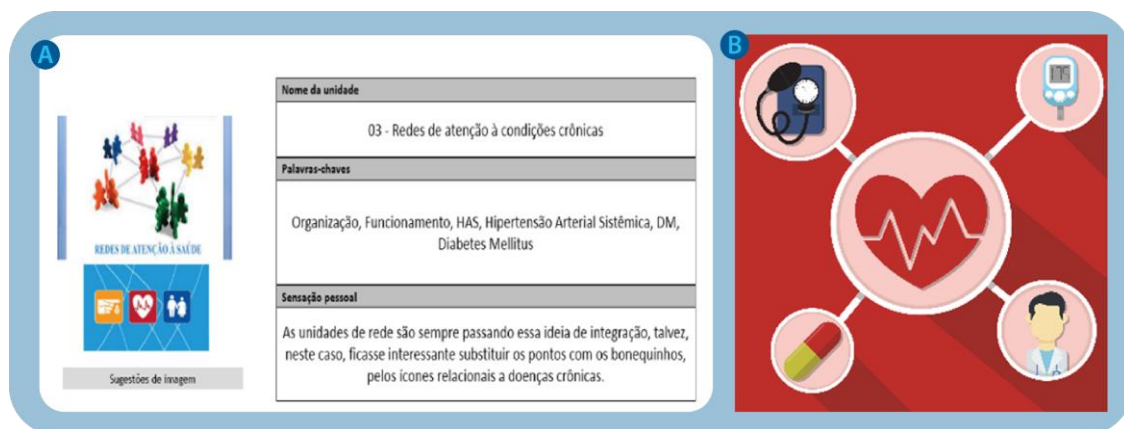 A
REDES DE ATENÇÃO À SAÚDE
Sugestões de imagem
Nome da unidade
03 - Redes de atenção à condições crônicas
Palavras-chaves
Organização, Funcionamento, HAS, Hipertensão Arterial Sistêmica, DM,
Diabetes Mellitus
Sensação pessoal
As unidades de rede são sempre passando essa ideia de integração, talvez,
neste caso, ficasse interessante substituir os pontos com os bonequinhos,
pelos ícones relacionais a doenças crônicas.
B
175